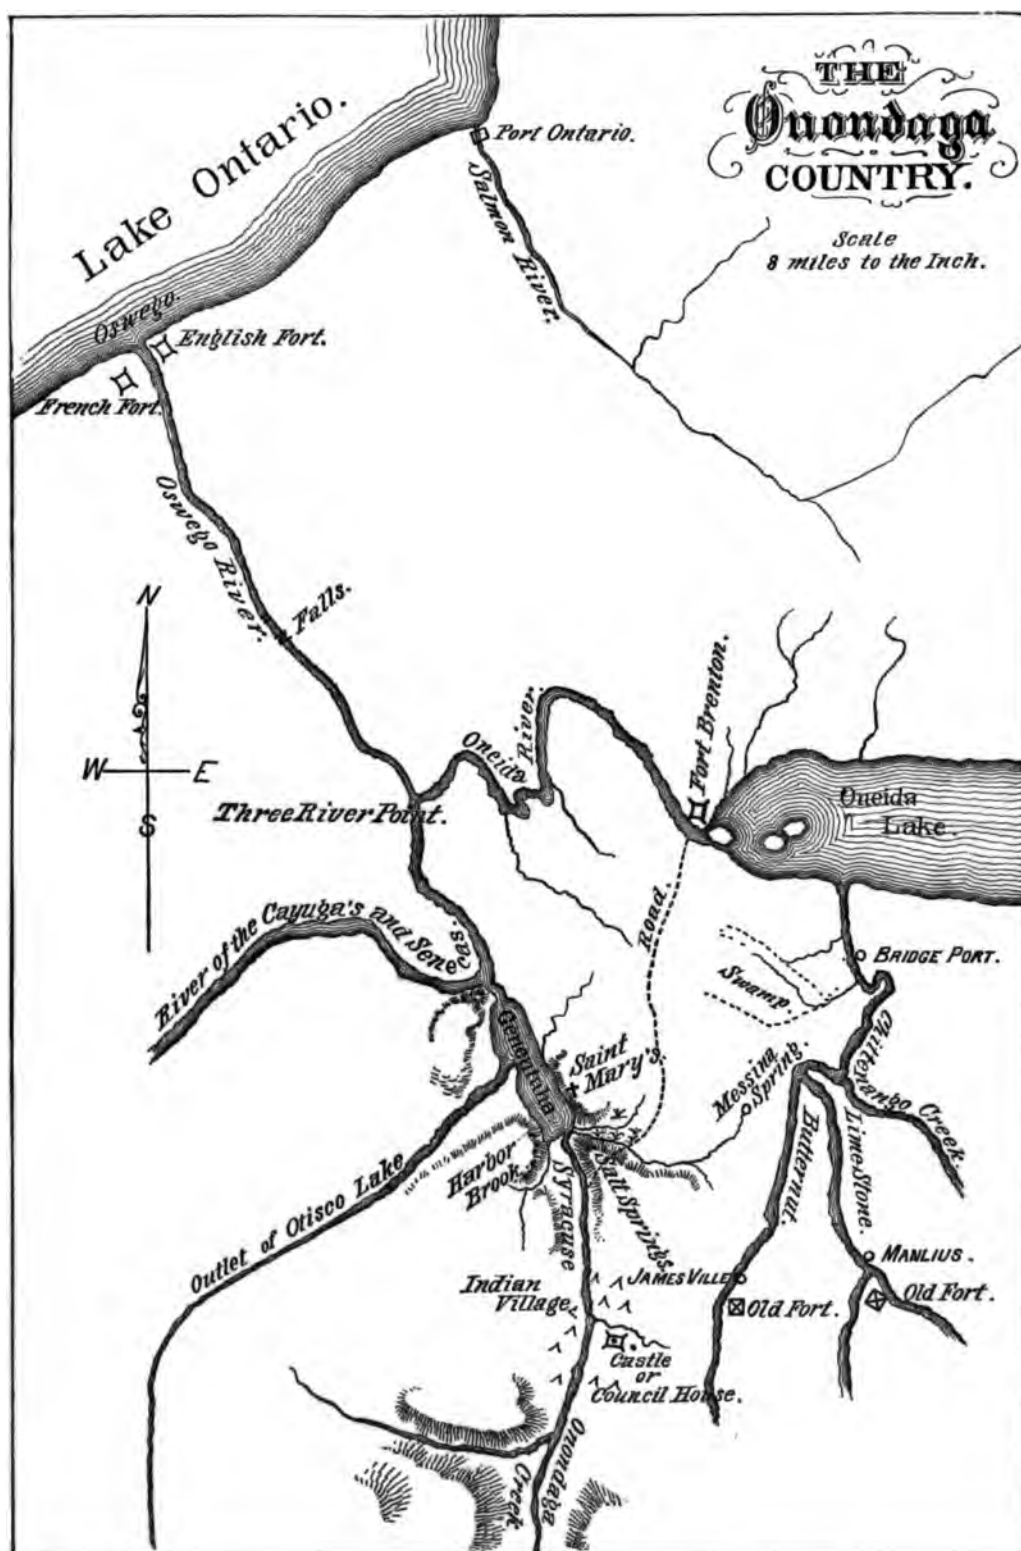 THE
Onondaga
COUNTRY.
Scale
8 miles to the Inch.
Lake Ontario.
Port Ontario.
Salmon River.
Oswego.
English Fort.
French Fort.
Oswego River.
Falls.
N
W E
S
Oneida River.
Fort Brenton.
Three River Point.
Oneida
Lake.
River of the Cayuga's and Senecas.
Road.
Swamp.
BRIDGE PORT.
Chittenango Creek.
Genentaha
Saint
Mary's.
Messina
Spring.
Harbor
Brook.
Outlet of Otisco Lake
Syracuse
Salt Springs.
Butternut.
Lime Stone.
MANLIUS.
JAMESVILLE
Indian
Village
Old Fort.
Old Fort.
Castle
or
Council House.
Onondaga
Creek